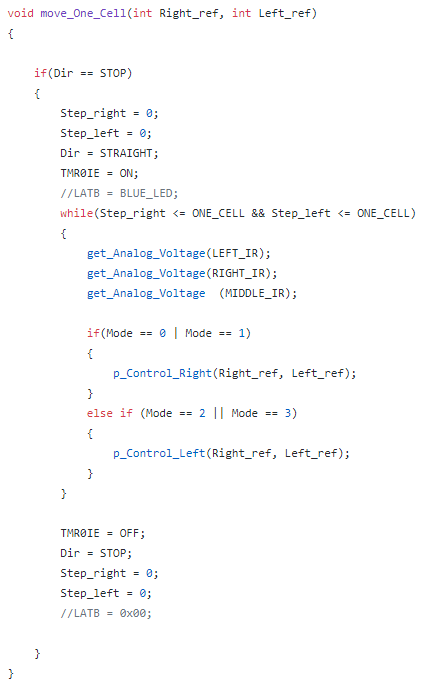 void move_One_Cell(int Right_ref, int Left_ref)
{
if(Dir == STOP)
{
Step_right = 0;
Step_left = 0;
Dir = STRAIGHT;
TMR0IE = ON;
//LATB = BLUE_LED;
while(Step_right <= ONE_CELL && Step_left <= ONE_CELL)
{
get_Analog_Voltage(LEFT_IR);
get_Analog_Voltage(RIGHT_IR);
get_Analog_Voltage  (MIDDLE_IR);
if(Mode == 0 | Mode == 1)
{
p_Control_Right(Right_ref, Left_ref);
}
else if (Mode == 2 || Mode == 3)
{
p_Control_Left(Right_ref, Left_ref);
}
}
TMR0IE = OFF;
Dir = STOP;
Step_right = 0;
Step_left = 0;
//LATB = 0x00;
}
}